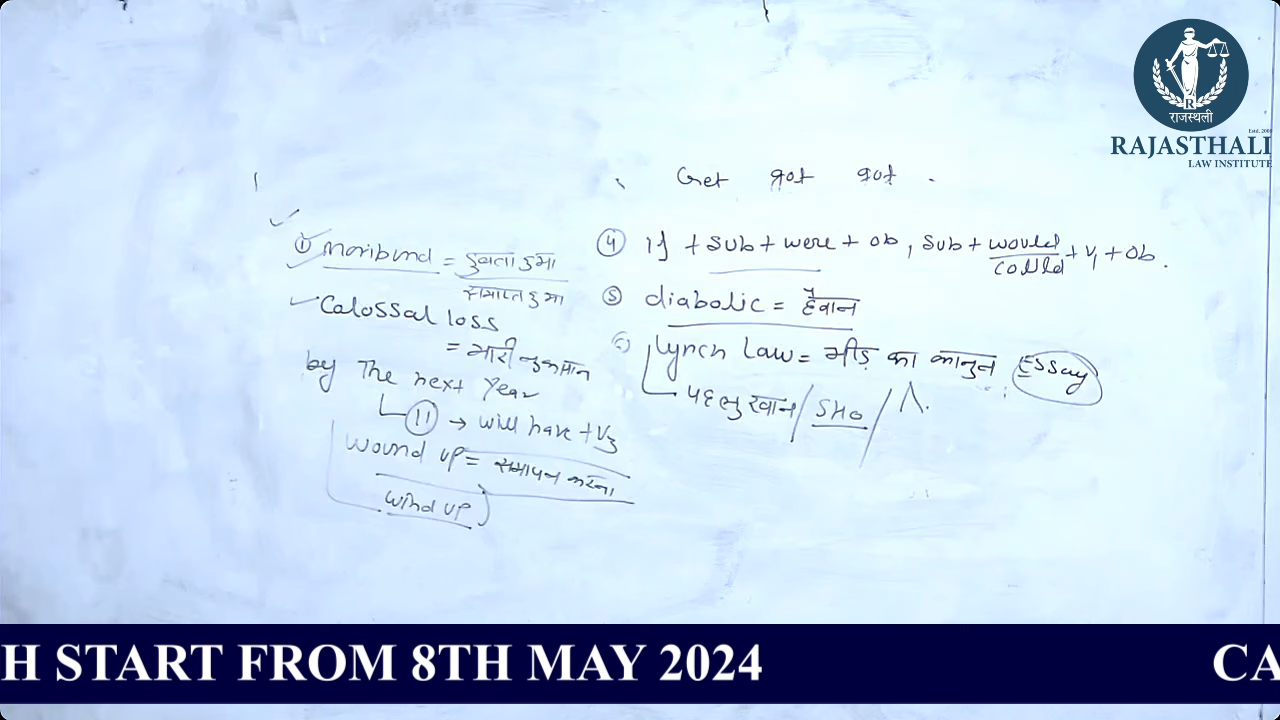 राजस्थली
Estd. 200
RAJASTHALI
LAW INSTITUTE
Get got got .
① moribund = डुबता हुआ
समाप्त हुआ
Calossal loss
= भारी नुकसान
by The next Year
11 → will have + V3
wound up = समापन करना
wind up
④ If + Sub + were + ob, Sub + would/could + V1 + Ob.
⑤ diabolic = हैवान
Lynch Law = भीड़ का कानुन Essay
पहलु खान / SHO /
H START FROM 8TH MAY 2024
CA